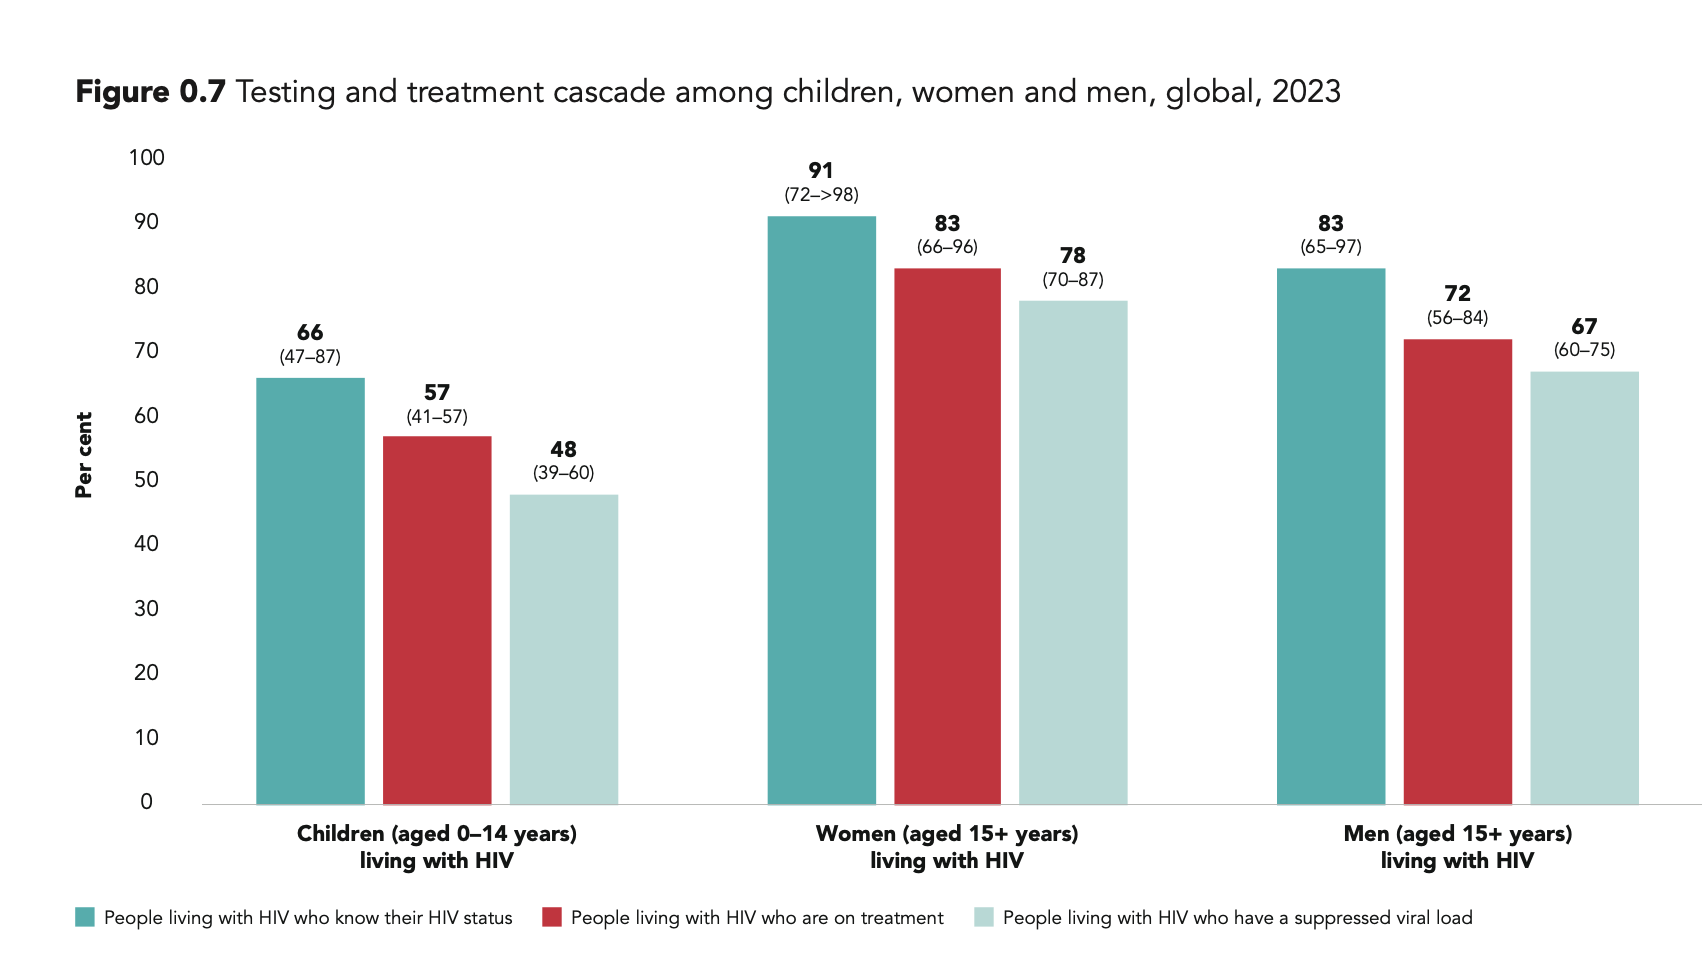 Figure 0.7 Testing and treatment cascade among children, women and men, global, 2023
Per cent
100
90
80
70
60
50
40
30
20
10
0
66
(47–87)
57
(41–57)
48
(39–60)
91
(72–>98)
83
(66–96)
78
(70–87)
83
(65–97)
72
(56–84)
67
(60–75)
Children (aged 0–14 years)
living with HIV
Women (aged 15+ years)
living with HIV
Men (aged 15+ years)
living with HIV
People living with HIV who know their HIV status
People living with HIV who are on treatment
People living with HIV who have a suppressed viral load